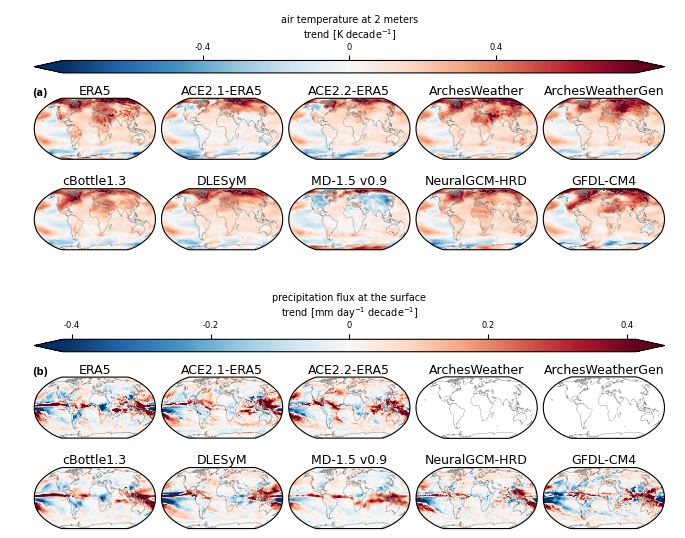 air temperature at 2 meters
trend [K decade⁻¹]
-0.4 0 0.4
(a) ERA5 ACE2.1-ERA5 ACE2.2-ERA5 ArchesWeather ArchesWeatherGen
cBottle1.3 DLESyM MD-1.5 v0.9 NeuralGCM-HRD GFDL-CM4
precipitation flux at the surface
trend [mm day⁻¹ decade⁻¹]
-0.4 -0.2 0 0.2 0.4
(b) ERA5 ACE2.1-ERA5 ACE2.2-ERA5 ArchesWeather ArchesWeatherGen
cBottle1.3 DLESyM MD-1.5 v0.9 NeuralGCM-HRD GFDL-CM4